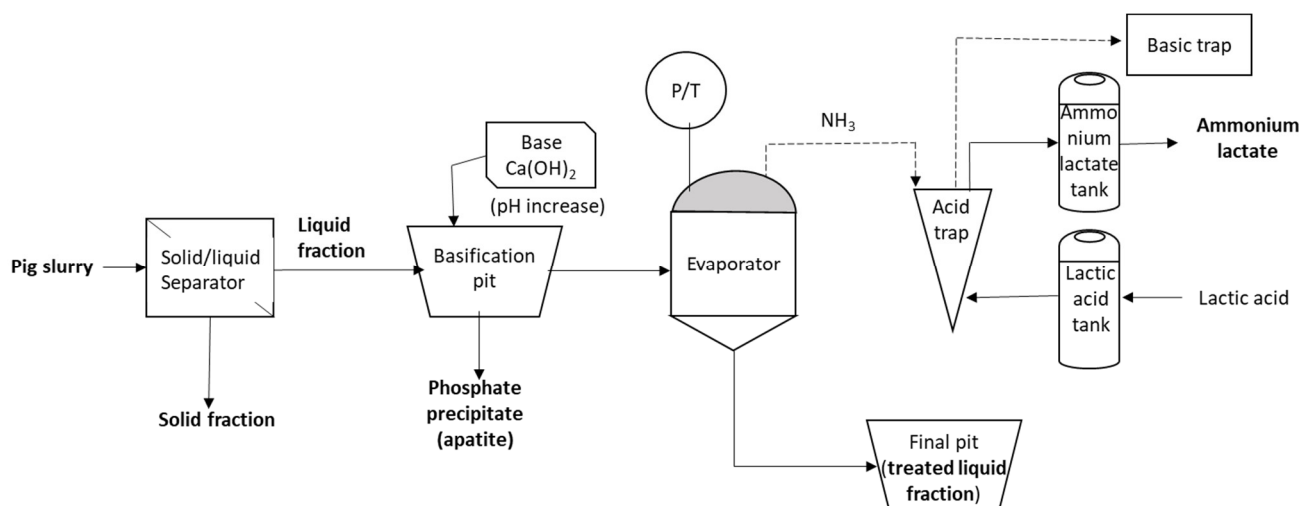 Pig slurry
Solid/liquid
Separator
Solid fraction
Liquid
fraction
Base
Ca(OH)₂
(pH increase)
Basification
pit
Phosphate
precipitate
(apatite)
P/T
Evaporator
NH₃
Final pit
(treated liquid
fraction)
Acid
trap
Basic trap
Ammo
nium
lactate
tank
Ammonium
lactate
Lactic
acid
tank
Lactic acid